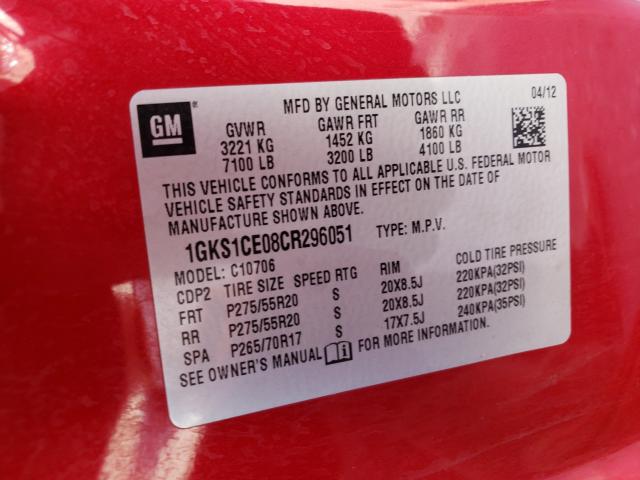 GM MFD BY GENERAL MOTORS LLC 04/12
GVWR GAWR FRT GAWR RR
3221 KG 1452 KG 1860 KG
7100 LB 3200 LB 4100 LB
THIS VEHICLE CONFORMS TO ALL APPLICABLE U.S. FEDERAL MOTOR
VEHICLE SAFETY STANDARDS IN EFFECT ON THE DATE OF
MANUFACTURE SHOWN ABOVE.
1GKS1CE08CR296051 TYPE: M.P.V.
MODEL: C10706
CDP2 TIRE SIZE SPEED RTG RIM COLD TIRE PRESSURE
FRT P275/55R20 S 20X8.5J 220KPA(32PSI)
RR P275/55R20 S 20X8.5J 220KPA(32PSI)
SPA P265/70R17 S 17X7.5J 240KPA(35PSI)
SEE OWNER'S MANUAL FOR MORE INFORMATION.